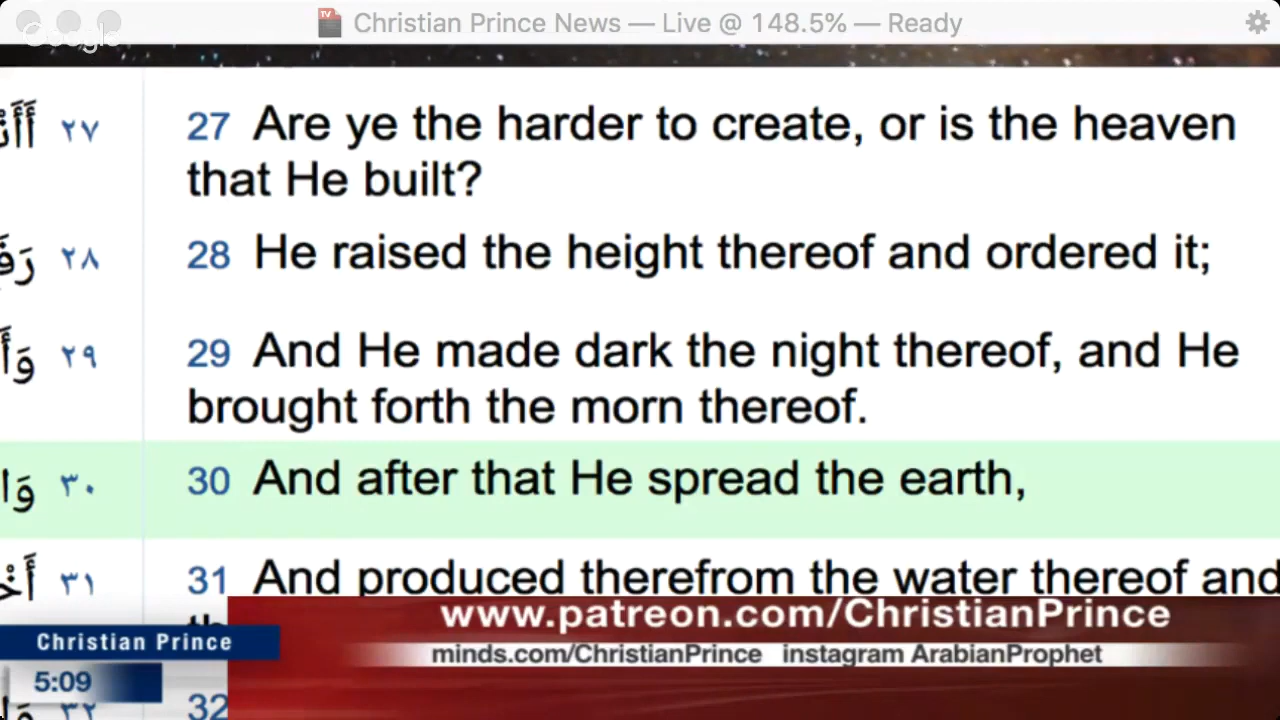 Christian Prince News — Live @ 148.5% — Ready
Google
٢٧ 27 Are ye the harder to create, or is the heaven
that He built?
٢٨ 28 He raised the height thereof and ordered it;
٢٩ 29 And He made dark the night thereof, and He
brought forth the morn thereof.
٣٠ 30 And after that He spread the earth,
٣١ 31 And produced therefrom the water thereof and
www.patreon.com/ChristianPrince
Christian Prince
minds.com/ChristianPrince instagram ArabianProphet
5:09
٣٢ 32